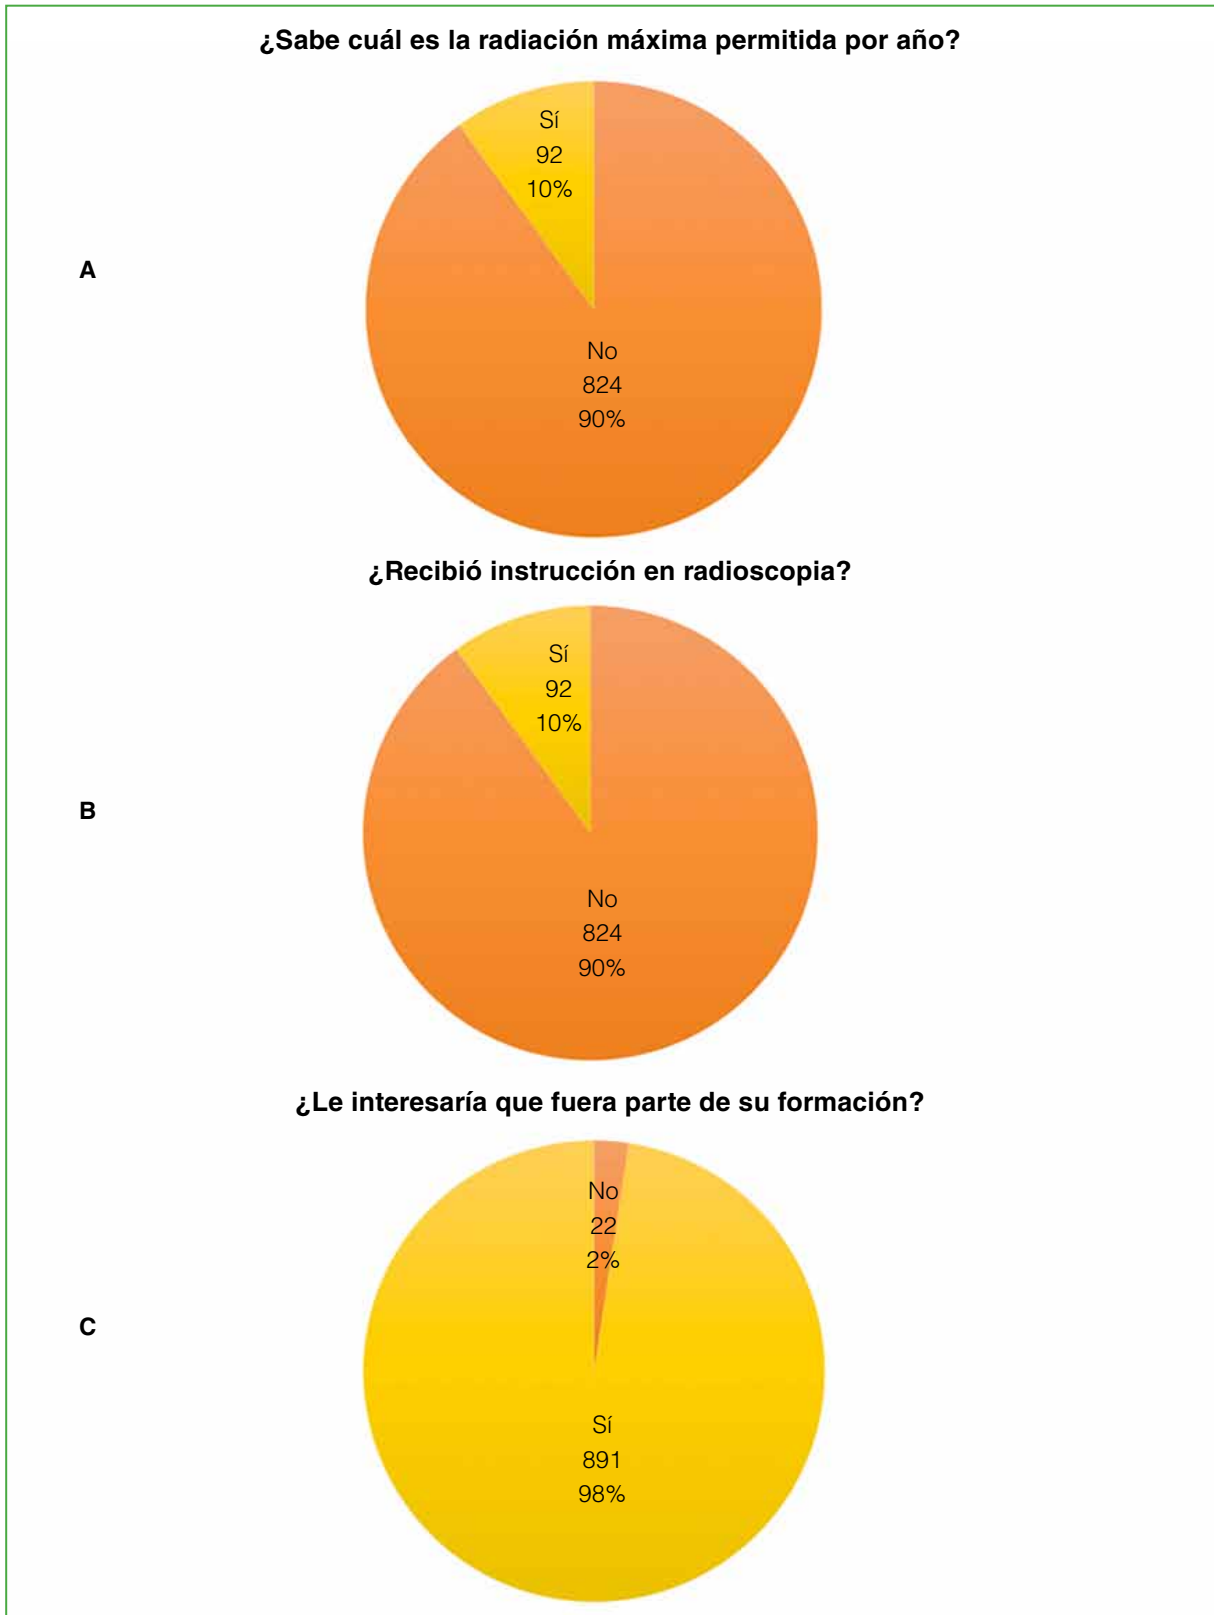 ¿Sabe cuál es la radiación máxima permitida por año?
Sí
92
10%
A
No
824
90%
¿Recibió instrucción en radioscopia?
Sí
92
10%
B
No
824
90%
¿Le interesaría que fuera parte de su formación?
No
22
2%
C
Sí
891
98%